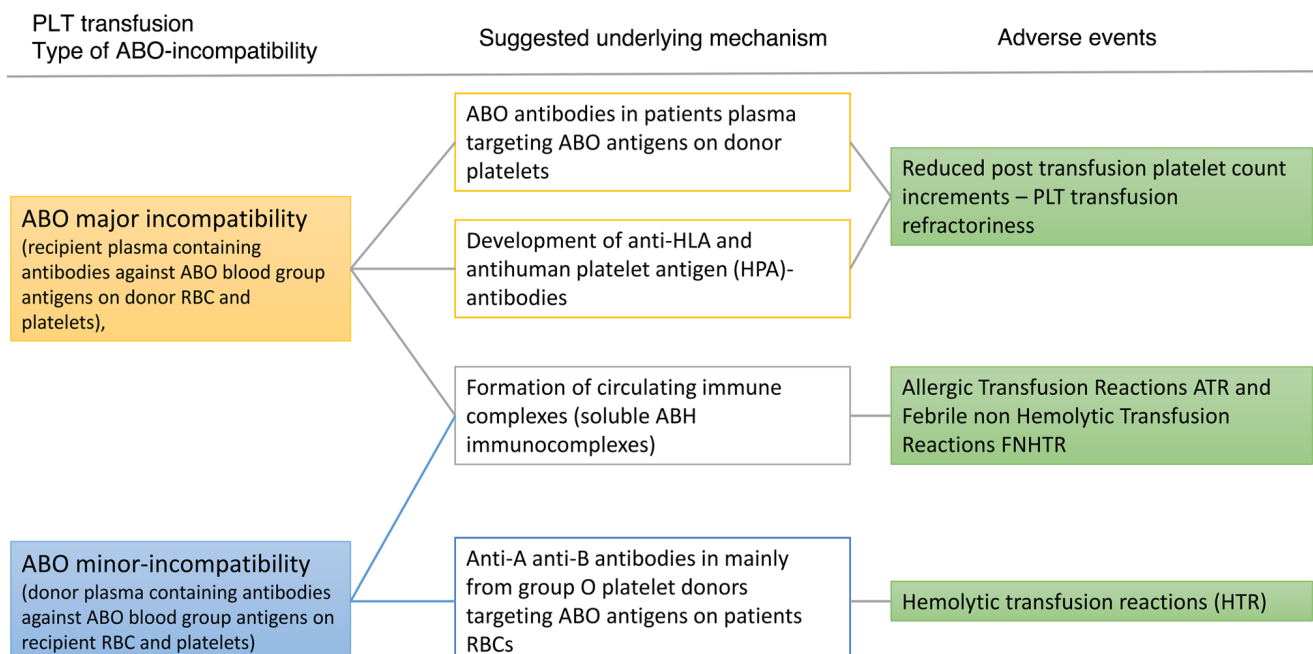 PLT transfusion
Type of ABO-incompatibility
Suggested underlying mechanism
Adverse events
ABO major incompatibility
(recipient plasma containing
antibodies against ABO blood group
antigens on donor RBC and
platelets),
ABO antibodies in patients plasma
targeting ABO antigens on donor
platelets
Development of anti-HLA and
antihuman platelet antigen (HPA)-
antibodies
Reduced post transfusion platelet count
increments – PLT transfusion
refractoriness
Formation of circulating immune
complexes (soluble ABH
immunocomplexes)
Allergic Transfusion Reactions ATR and
Febrile non Hemolytic Transfusion
Reactions FNHTR
ABO minor-incompatibility
(donor plasma containing antibodies
against ABO blood group antigens on
recipient RBC and platelets)
Anti-A anti-B antibodies in mainly
from group O platelet donors
targeting ABO antigens on patients
RBCs
Hemolytic transfusion reactions (HTR)